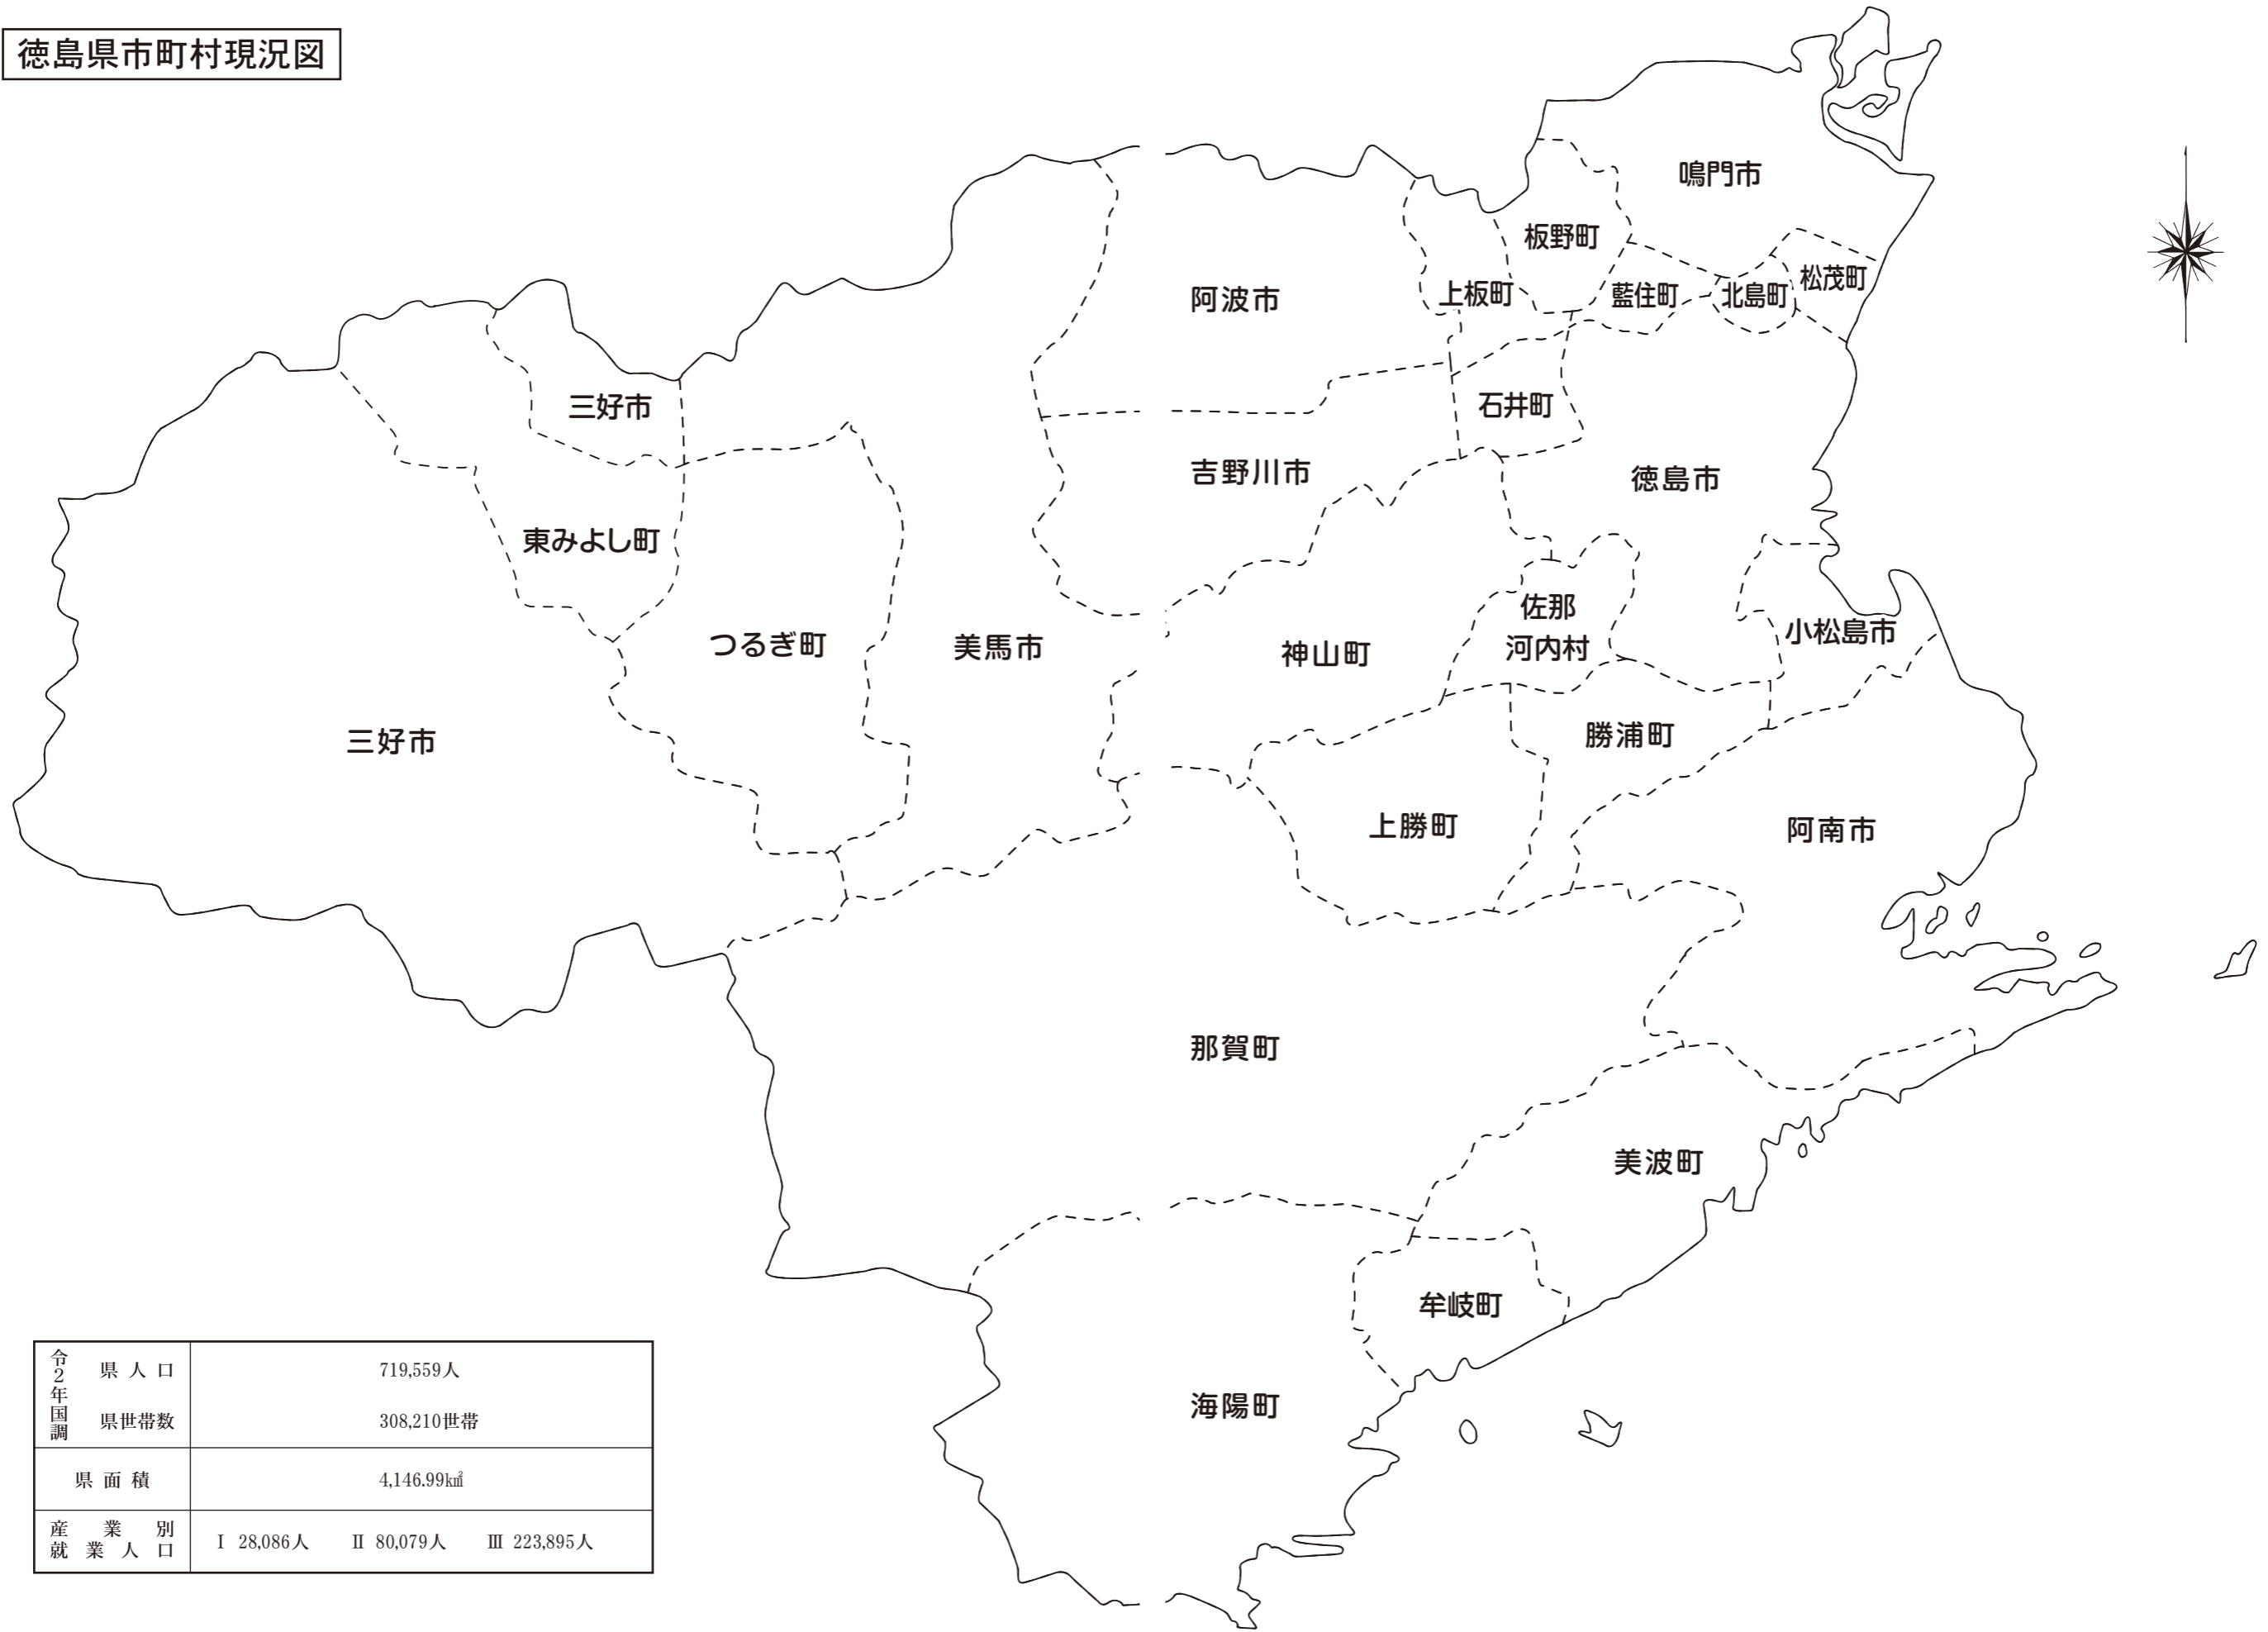 徳島県市町村現況図
鳴門市
板野町
松茂町
上板町
藍住町
北島町
阿波市
三好市
石井町
吉野川市
徳島市
東みよし町
佐那
河内村
小松島市
つるぎ町
美馬市
神山町
三好市
勝浦町
上勝町
阿南市
那賀町
美波町
牟岐町
海陽町
令2年国調
県人口 719,559人
県世帯数 308,210世帯
県面積 4,146.99㎢
産業別
就業人口
Ⅰ 28,086人 Ⅱ 80,079人 Ⅲ 223,895人